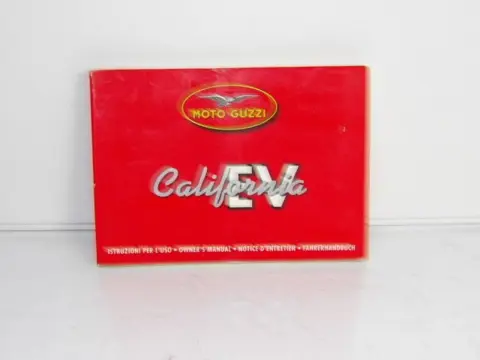 MOTO GUZZI
California EV
ISTRUZIONI PER L'USO • OWNER'S MANUAL • NOTICE D'ENTRETIEN • FAHRERHANDBUCH